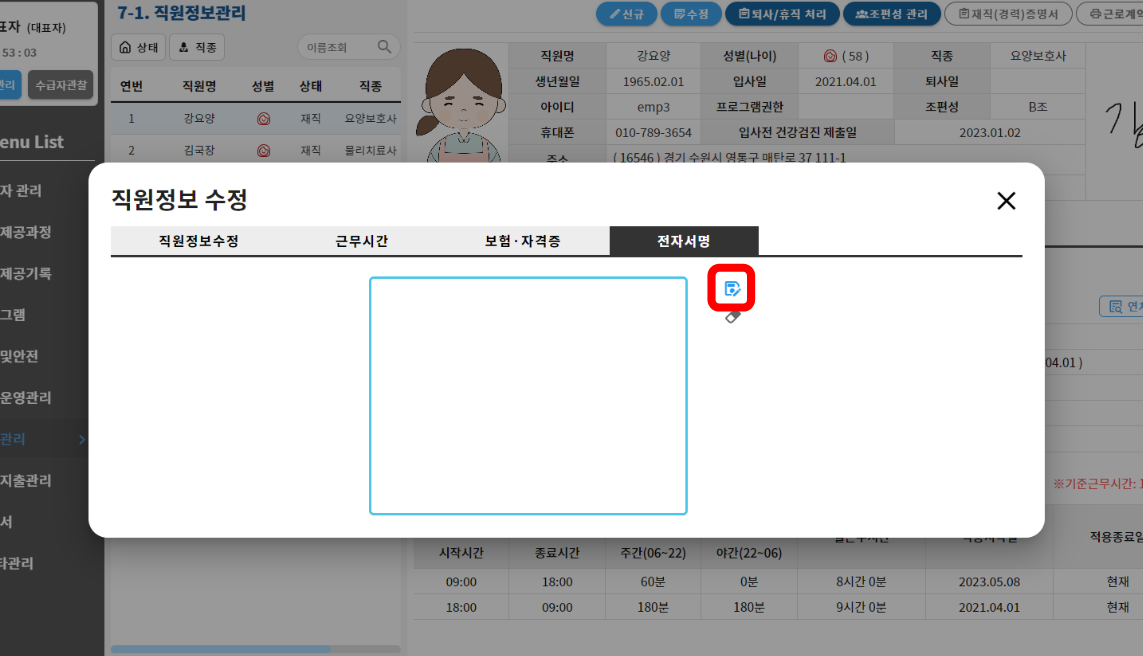 표자 (대표자)
53 : 03
관리
수급자관찰
enu List
자 관리
제공과정
제공기록
그램
및안전
운영관리
관리
지출관리
서
타관리
7-1. 직원정보관리
신규
수정
퇴사/휴직 처리
조편성 관리
재직(경력)증명서
근로계약
상태
직종
이름조회
연번 직원명 성별 상태 직종
1 강요양 재직 요양보호사
2 김국장 재직 물리치료사
직원명 강요양 성별(나이) ( 58 ) 직종 요양보호사
생년월일 1965.02.01 입사일 2021.04.01 퇴사일
아이디 emp3 프로그램권한 조편성 B조
휴대폰 010-789-3654 입사전 건강검진 제출일 2023.01.02
주소 ( 16546 ) 경기 수원시 영통구 매탄로 37 111-1
직원정보 수정
직원정보수정 근무시간 보험·자격증 전자서명
연차
04.01 )
※기준근무시간: 1
적용종료일
시작시간 종료시간 주간(06~22) 야간(22~06)
09:00 18:00 60분 0분 8시간 0분 2023.05.08 현재
18:00 09:00 180분 180분 9시간 0분 2021.04.01 현재